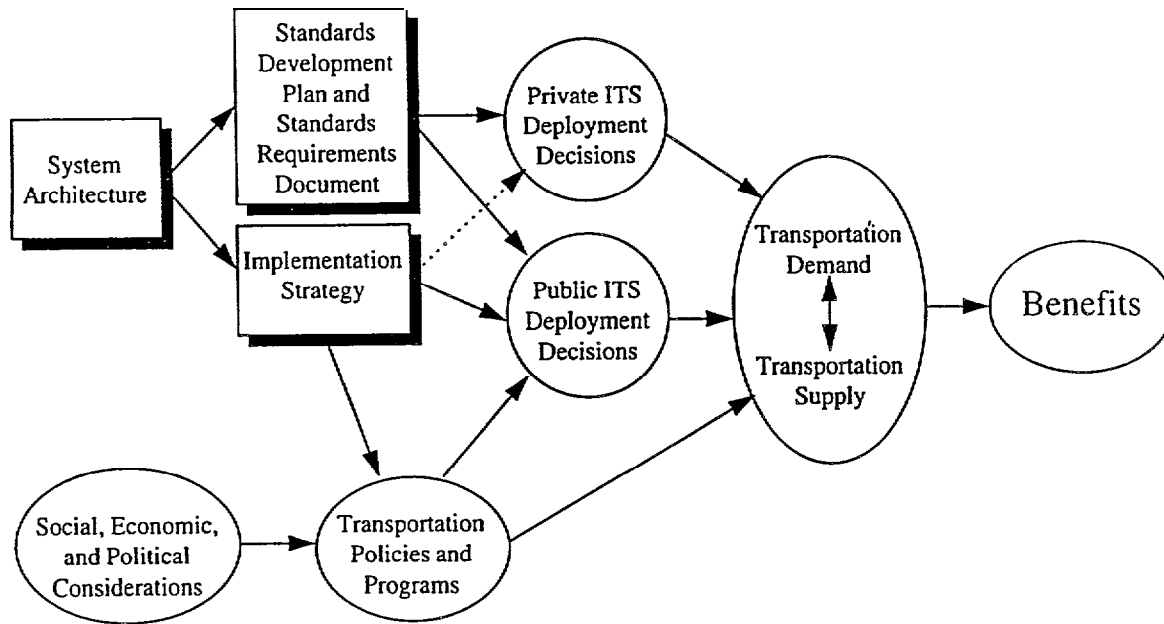 System
Architecture
Standards
Development
Plan and
Standards
Requirements
Document
Implementation
Strategy
Private ITS
Deployment
Decisions
Public ITS
Deployment
Decisions
Transportation
Demand
Transportation
Supply
Benefits
Social, Economic,
and Political
Considerations
Transportation
Policies and
Programs